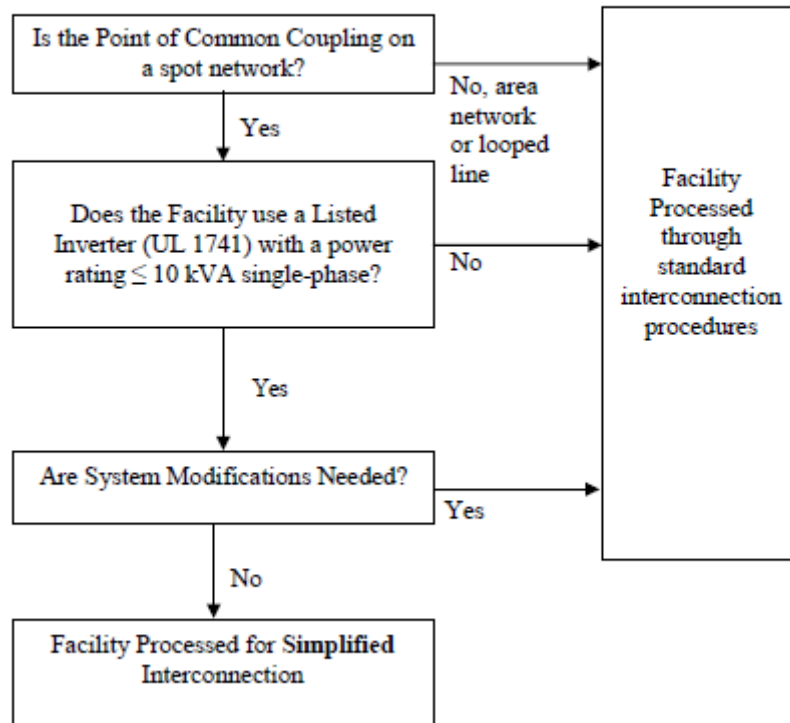 Is the Point of Common Coupling on
a spot network?
No, area
network
or looped
line
Yes
Does the Facility use a Listed
Inverter (UL 1741) with a power
rating ≤ 10 kVA single-phase?
No
Facility
Processed
through
standard
interconnection
procedures
Yes
Are System Modifications Needed?
Yes
No
Facility Processed for Simplified
Interconnection